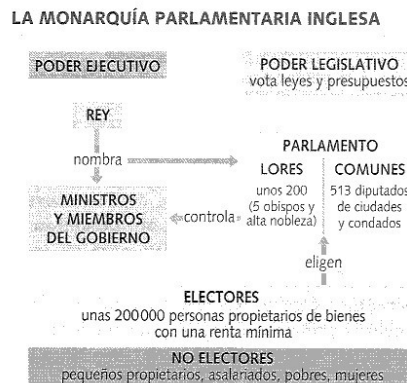 LA MONARQUÍA PARLAMENTARIA INGLESA
PODER EJECUTIVO
PODER LEGISLATIVO
vota leyes y presupuestos
REY
nombra
PARLAMENTO
LORES
unos 200
(5 obispos y
alta nobleza)
COMUNES
513 diputados
de ciudades
y condados
MINISTROS
Y MIEMBROS
DEL GOBIERNO
controla
eligen
ELECTORES
unas 200000 personas propietarios de bienes
con una renta mínima
NO ELECTORES
pequeños propietarios, asalariados, pobres, mujeres